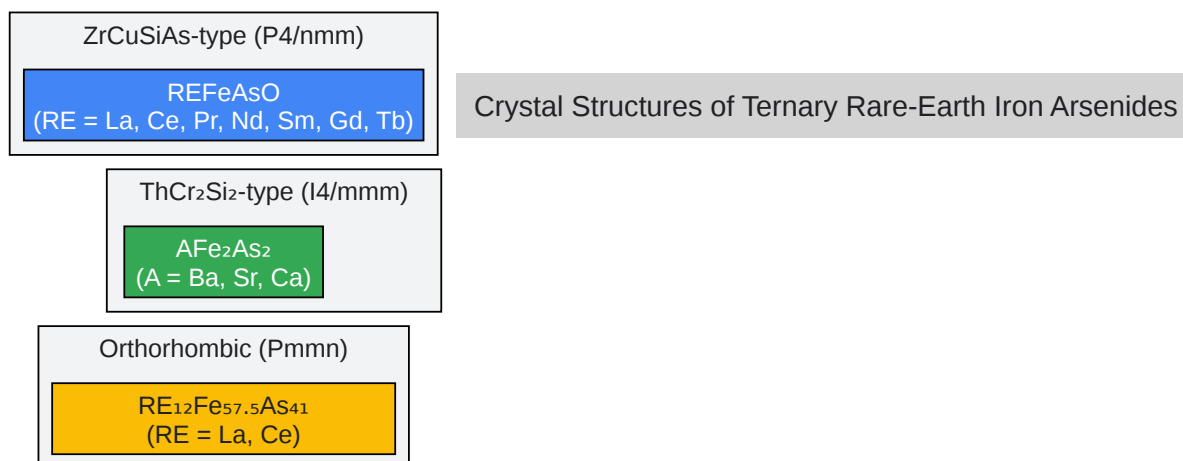 ZrCuSiAs-type (P4/nmm)
REFeAsO
(RE = La, Ce, Pr, Nd, Sm, Gd, Tb)
Crystal Structures of Ternary Rare-Earth Iron Arsenides
ThCr₂Si₂-type (I4/mmm)
AFe₂As₂
(A = Ba, Sr, Ca)
Orthorhombic (Pmmn)
RE₁₂Fe₅₇.₅As₄₁
(RE = La, Ce)